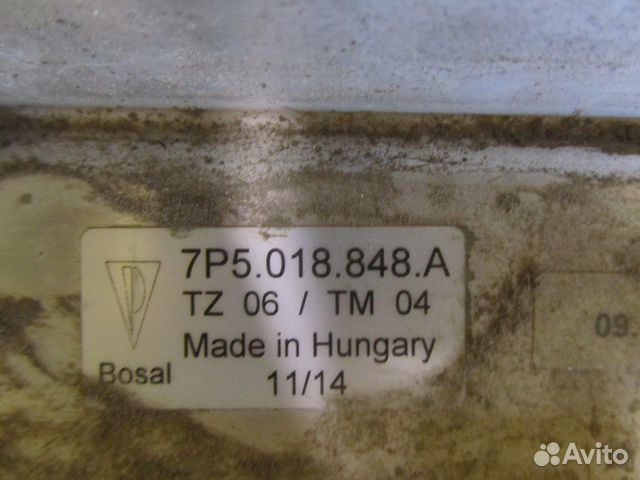 7P5.018.848.A
TZ 06 / TM 04
Made in Hungary
Bosal
11/14
09
Avito